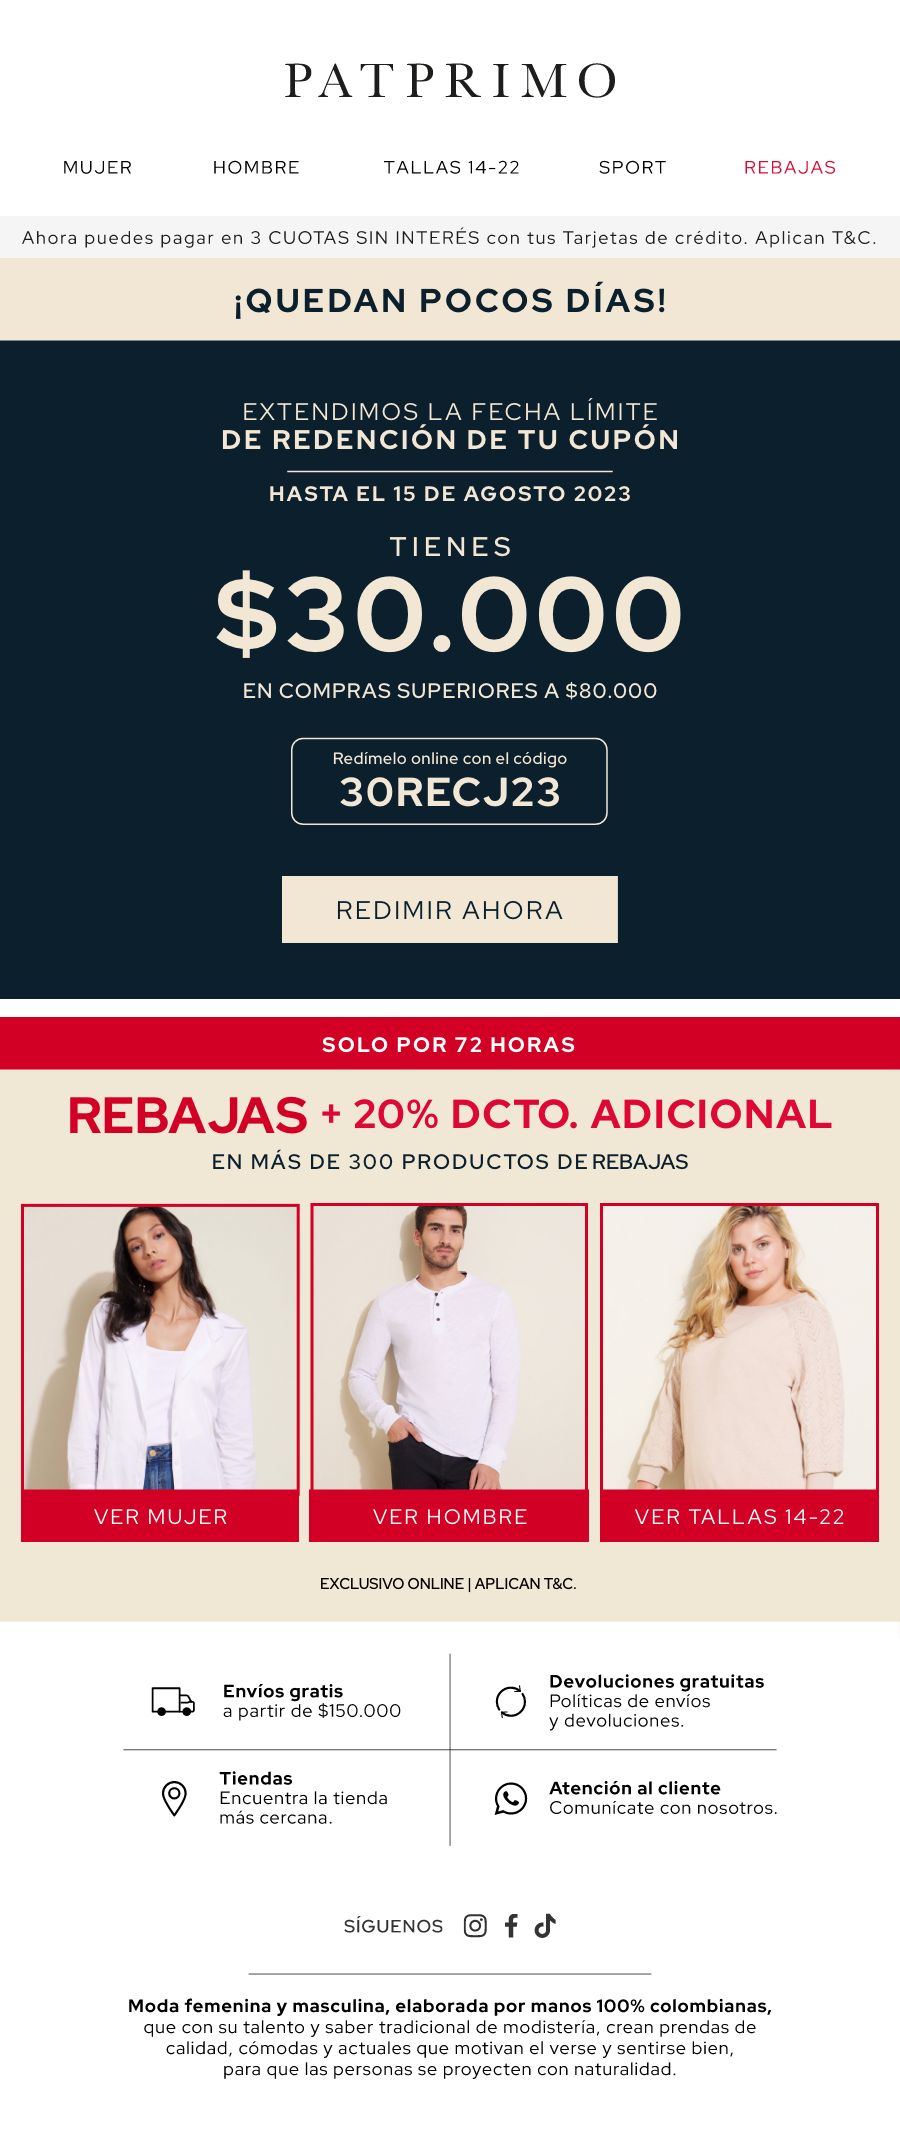 PATPRIMO
MUJER HOMBRE TALLAS 14-22 SPORT REBAJAS
Ahora puedes pagar en 3 CUOTAS SIN INTERÉS con tus Tarjetas de crédito. Aplican T&C.
¡QUEDAN POCOS DÍAS!
EXTENDIMOS LA FECHA LÍMITE
DE REDENCIÓN DE TU CUPÓN
HASTA EL 15 DE AGOSTO 2023
TIENES
$30.000
EN COMPRAS SUPERIORES A $80.000
Redímelo online con el código
30RECJ23
REDIMIR AHORA
SOLO POR 72 HORAS
REBAJAS + 20% DCTO. ADICIONAL
EN MÁS DE 300 PRODUCTOS DE REBAJAS
VER MUJER
VER HOMBRE
VER TALLAS 14-22
EXCLUSIVO ONLINE | APLICAN T&C.
Envíos gratis
a partir de $150.000
Devoluciones gratuitas
Políticas de envíos
y devoluciones.
Tiendas
Encuentra la tienda
más cercana.
Atención al cliente
Comunícate con nosotros.
SÍGUENOS
Moda femenina y masculina, elaborada por manos 100% colombianas,
que con su talento y saber tradicional de modistería, crean prendas de
calidad, cómodas y actuales que motivan el verse y sentirse bien,
para que las personas se proyecten con naturalidad.